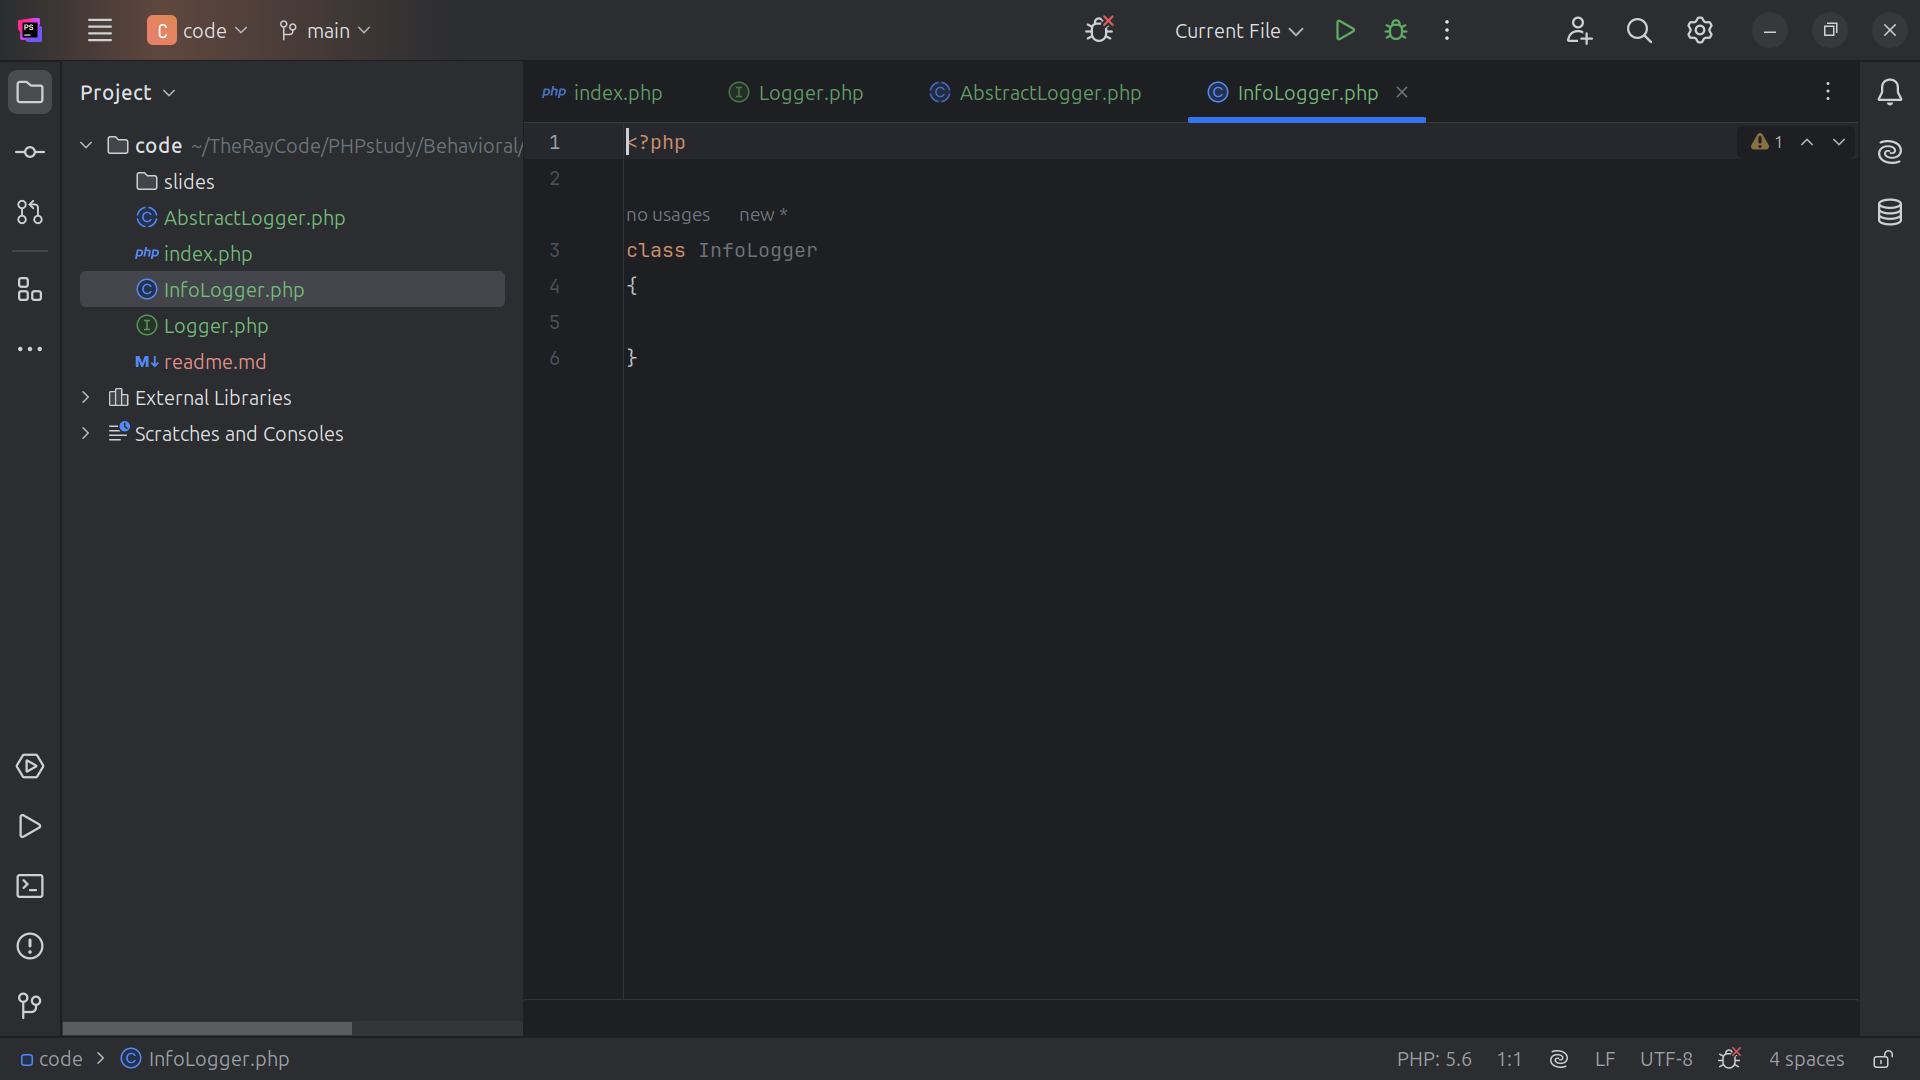 PS
C code main Current File
Project
index.php Logger.php AbstractLogger.php InfoLogger.php
code ~/TheRayCode/PHPstudy/Behavioral/
slides
AbstractLogger.php
php index.php
InfoLogger.php
Logger.php
M↓ readme.md
External Libraries
Scratches and Consoles
1 <?php
1
2
no usages new *
3 class InfoLogger
4 {
5
6 }
code > InfoLogger.php
PHP: 5.6 1:1 LF UTF-8 4 spaces